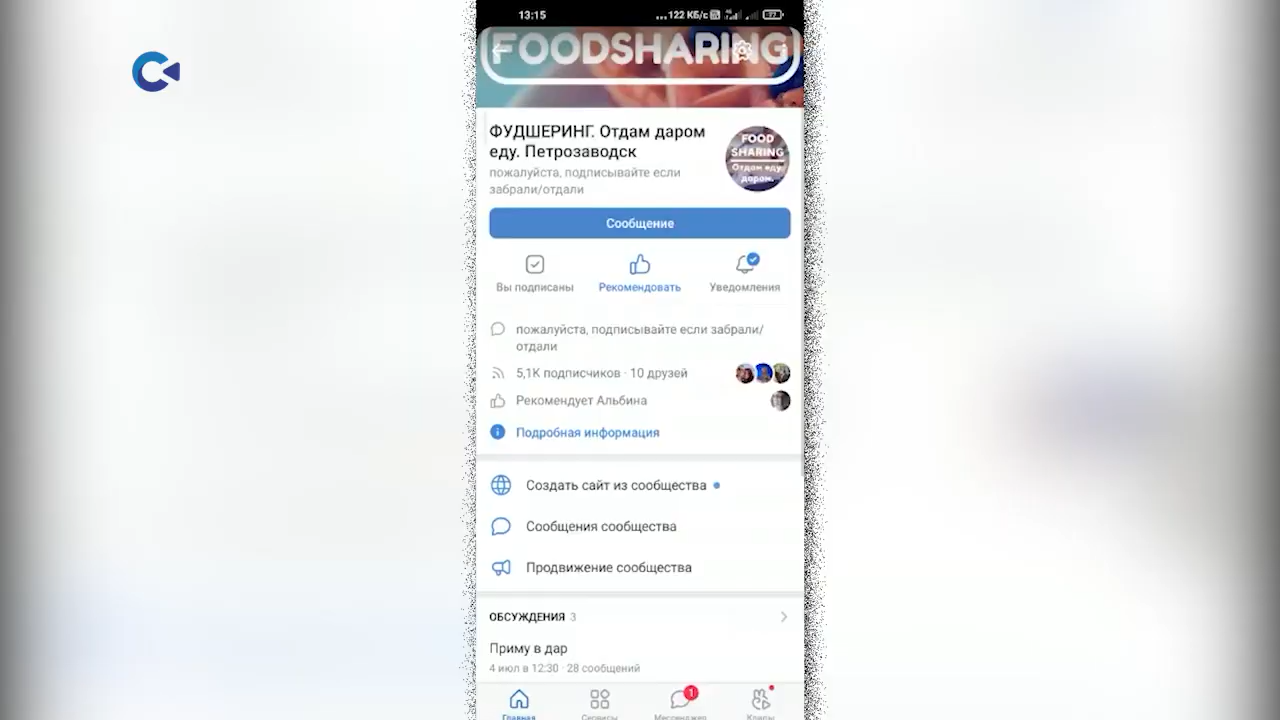 13:15
122 КБ/с
77
FOODSHARING
ФУДШЕРИНГ. Отдам даром
еду. Петрозаводск
пожалуйста, подписывайте если
забрали/отдали
FOOD
SHARING
Отдам еду
даром.
Сообщение
Вы подписаны
Рекомендовать
Уведомления
пожалуйста, подписывайте если забрали/
отдали
5,1K подписчиков · 10 друзей
Рекомендует Альбина
Подробная информация
Создать сайт из сообщества
Сообщения сообщества
Продвижение сообщества
ОБСУЖДЕНИЯ 3
Приму в дар
4 июл в 12:30 · 28 сообщений
1
Главная
Сервисы
Мессенджер
Клипы